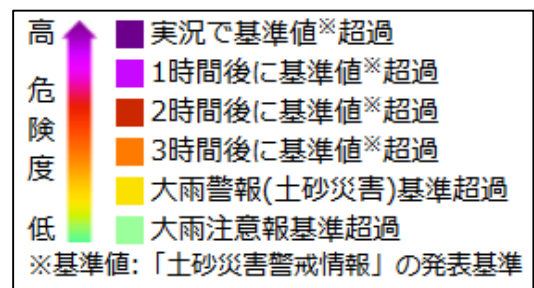 高
危
険
度
低
実況で基準値※超過
1時間後に基準値※超過
2時間後に基準値※超過
3時間後に基準値※超過
大雨警報(土砂災害)基準超過
大雨注意報基準超過
※基準値:「土砂災害警戒情報」の発表基準